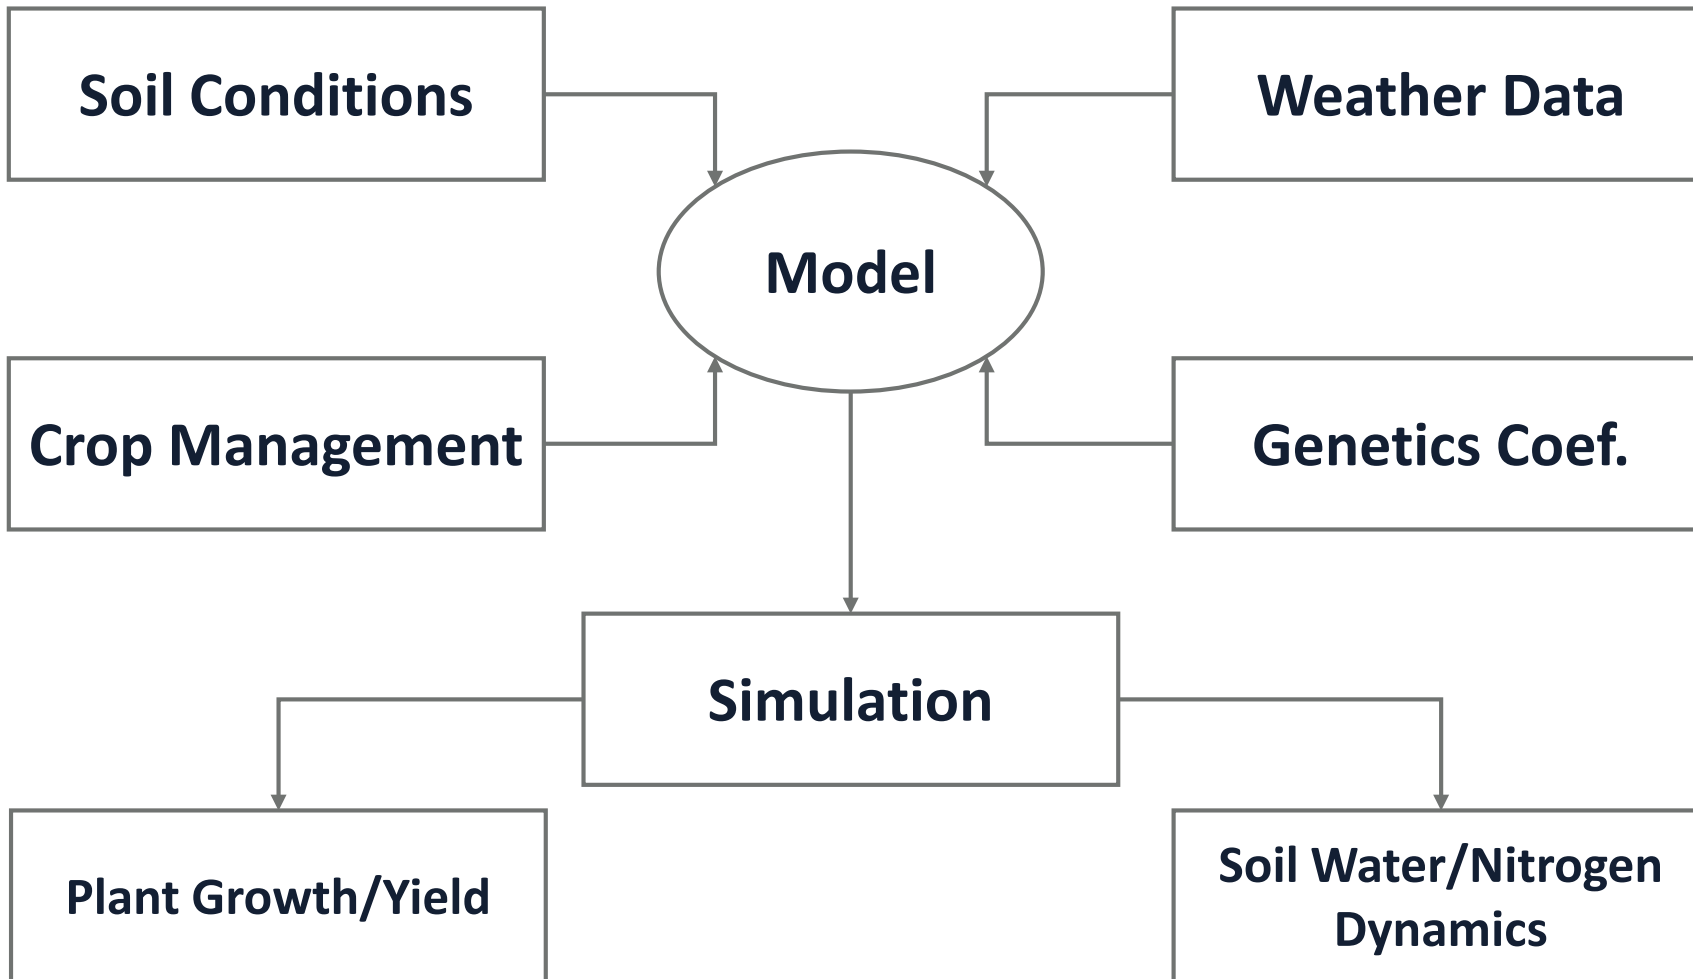 Soil Conditions
Weather Data
Model
Crop Management
Genetics Coef.
Simulation
Plant Growth/Yield
Soil Water/Nitrogen
Dynamics